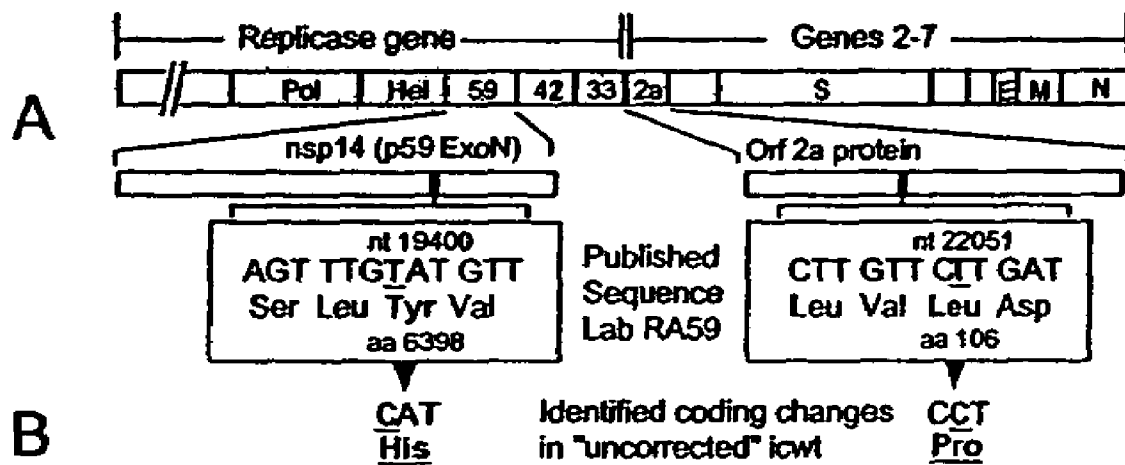 A
Replicase gene
Genes 2-7
Pol Hel 59 42 33 2a S E M N
nsp14 (p59 ExoN)
Orf 2a protein
nt 19400
AGT TTGTAT GTT
Ser Leu Tyr Val
aa 6398
Published
Sequence
Lab RA59
nt 22051
CTT GTT CTT GAT
Leu Val Leu Asp
aa 106
B
CAT
His
Identified coding changes
in "uncorrected" icwt
CCT
Pro